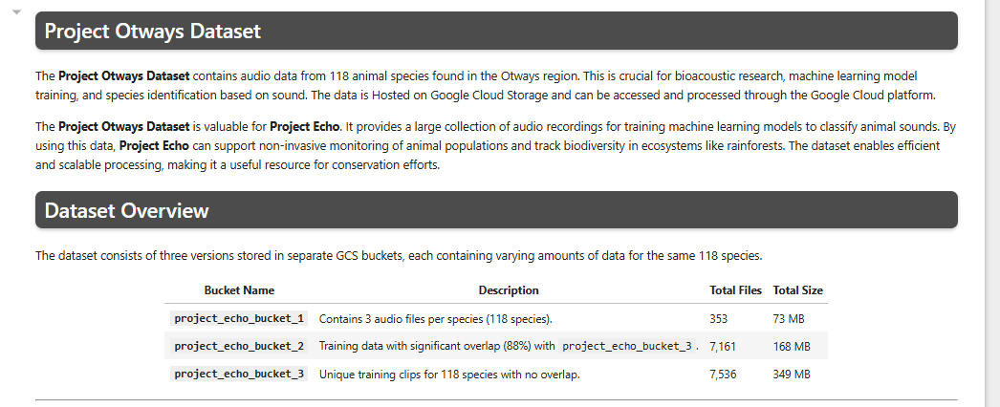 Project Otways Dataset
The Project Otways Dataset contains audio data from 118 animal species found in the Otways region. This is crucial for bioacoustic research, machine learning model
training, and species identification based on sound. The data is Hosted on Google Cloud Storage and can be accessed and processed through the Google Cloud platform.
The Project Otways Dataset is valuable for Project Echo. It provides a large collection of audio recordings for training machine learning models to classify animal sounds. By
using this data, Project Echo can support non-invasive monitoring of animal populations and track biodiversity in ecosystems like rainforests. The dataset enables efficient
and scalable processing, making it a useful resource for conservation efforts.
Dataset Overview
The dataset consists of three versions stored in separate GCS buckets, each containing varying amounts of data for the same 118 species.
Bucket Name Description Total Files Total Size
project_echo_bucket_1 Contains 3 audio files per species (118 species). 353 73 MB
project_echo_bucket_2 Training data with significant overlap (88%) with project_echo_bucket_3 . 7,161 168 MB
project_echo_bucket_3 Unique training clips for 118 species with no overlap. 7,536 349 MB